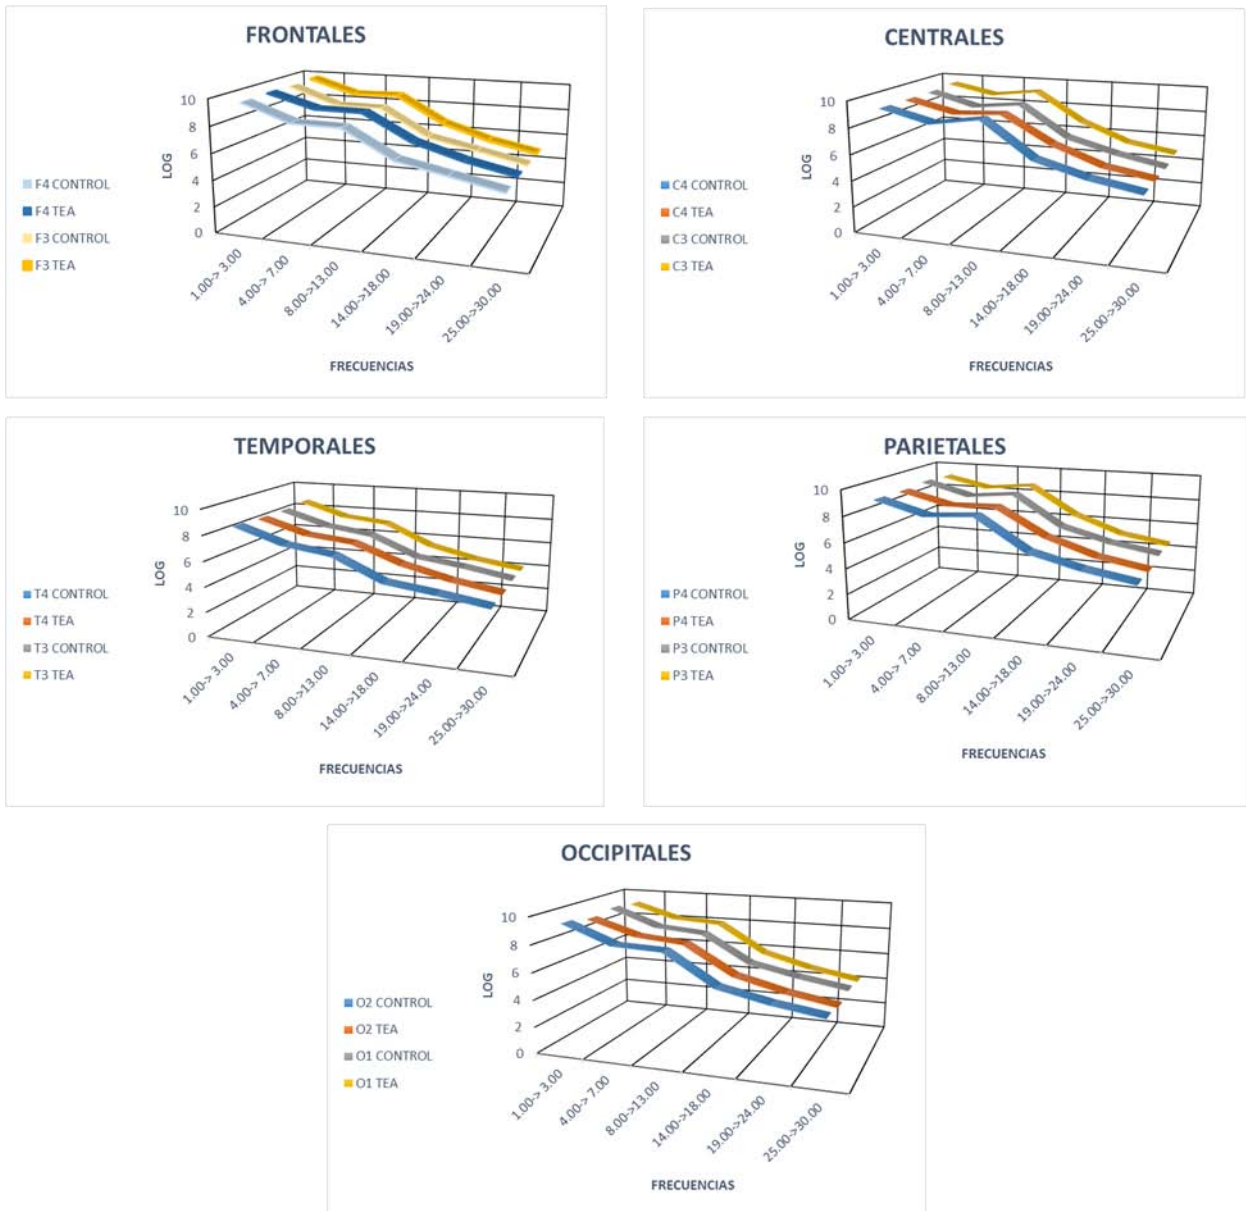 FRONTALES
10
8
6
4
2
0
LOG
F4 CONTROL
F4 TEA
F3 CONTROL
F3 TEA
1.00-> 3.00
4.00-> 7.00
8.00->13.00
14.00->18.00
19.00->24.00
25.00->30.00
FRECUENCIAS
CENTRALES
10
8
6
4
2
0
LOG
C4 CONTROL
C4 TEA
C3 CONTROL
C3 TEA
1.00-> 3.00
4.00-> 7.00
8.00->13.00
14.00->18.00
19.00->24.00
25.00->30.00
FRECUENCIAS
TEMPORALES
10
8
6
4
2
0
LOG
T4 CONTROL
T4 TEA
T3 CONTROL
T3 TEA
1.00-> 3.00
4.00-> 7.00
8.00->13.00
14.00->18.00
19.00->24.00
25.00->30.00
FRECUENCIAS
PARIETALES
10
8
6
4
2
0
LOG
P4 CONTROL
P4 TEA
P3 CONTROL
P3 TEA
1.00-> 3.00
4.00-> 7.00
8.00->13.00
14.00->18.00
19.00->24.00
25.00->30.00
FRECUENCIAS
OCCIPITALES
10
8
6
4
2
0
LOG
O2 CONTROL
O2 TEA
O1 CONTROL
O1 TEA
1.00-> 3.00
4.00-> 7.00
8.00->13.00
14.00->18.00
19.00->24.00
25.00->30.00
FRECUENCIAS